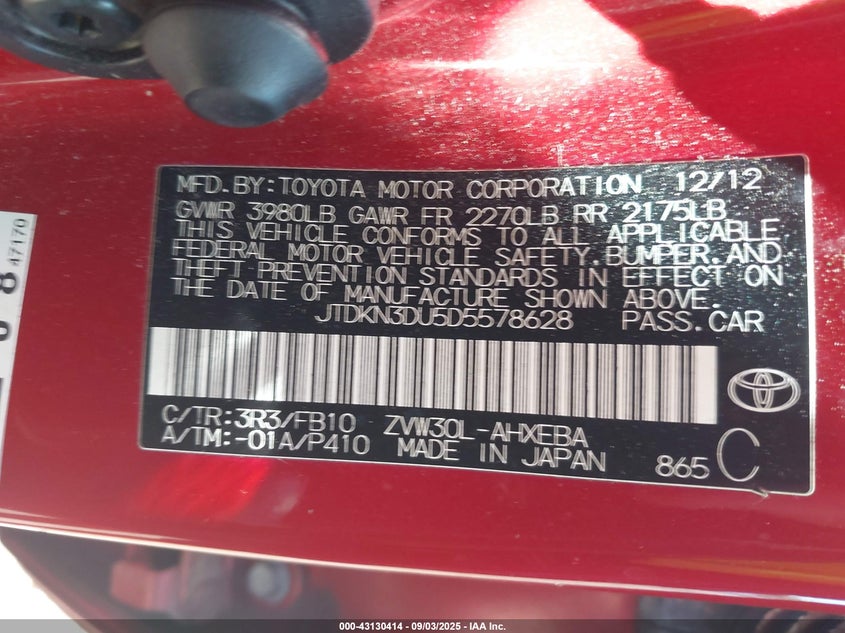 MFD. BY: TOYOTA MOTOR CORPORATION 12/12
GVWR 3980LB GAWR FR 2270LB RR 2175LB
THIS VEHICLE CONFORMS TO ALL APPLICABLE
FEDERAL MOTOR VEHICLE SAFETY, BUMPER, AND
THEFT PREVENTION STANDARDS IN EFFECT ON
THE DATE OF MANUFACTURE SHOWN ABOVE.
JTDKN3DU5D5578628 PASS. CAR
C/TR: 3R3/FB10 ZVW30L-AHXEBA
A/TM: -01A/P410 MADE IN JAPAN 865 C
47170
000-43130414 - 09/03/2025 - IAA Inc.